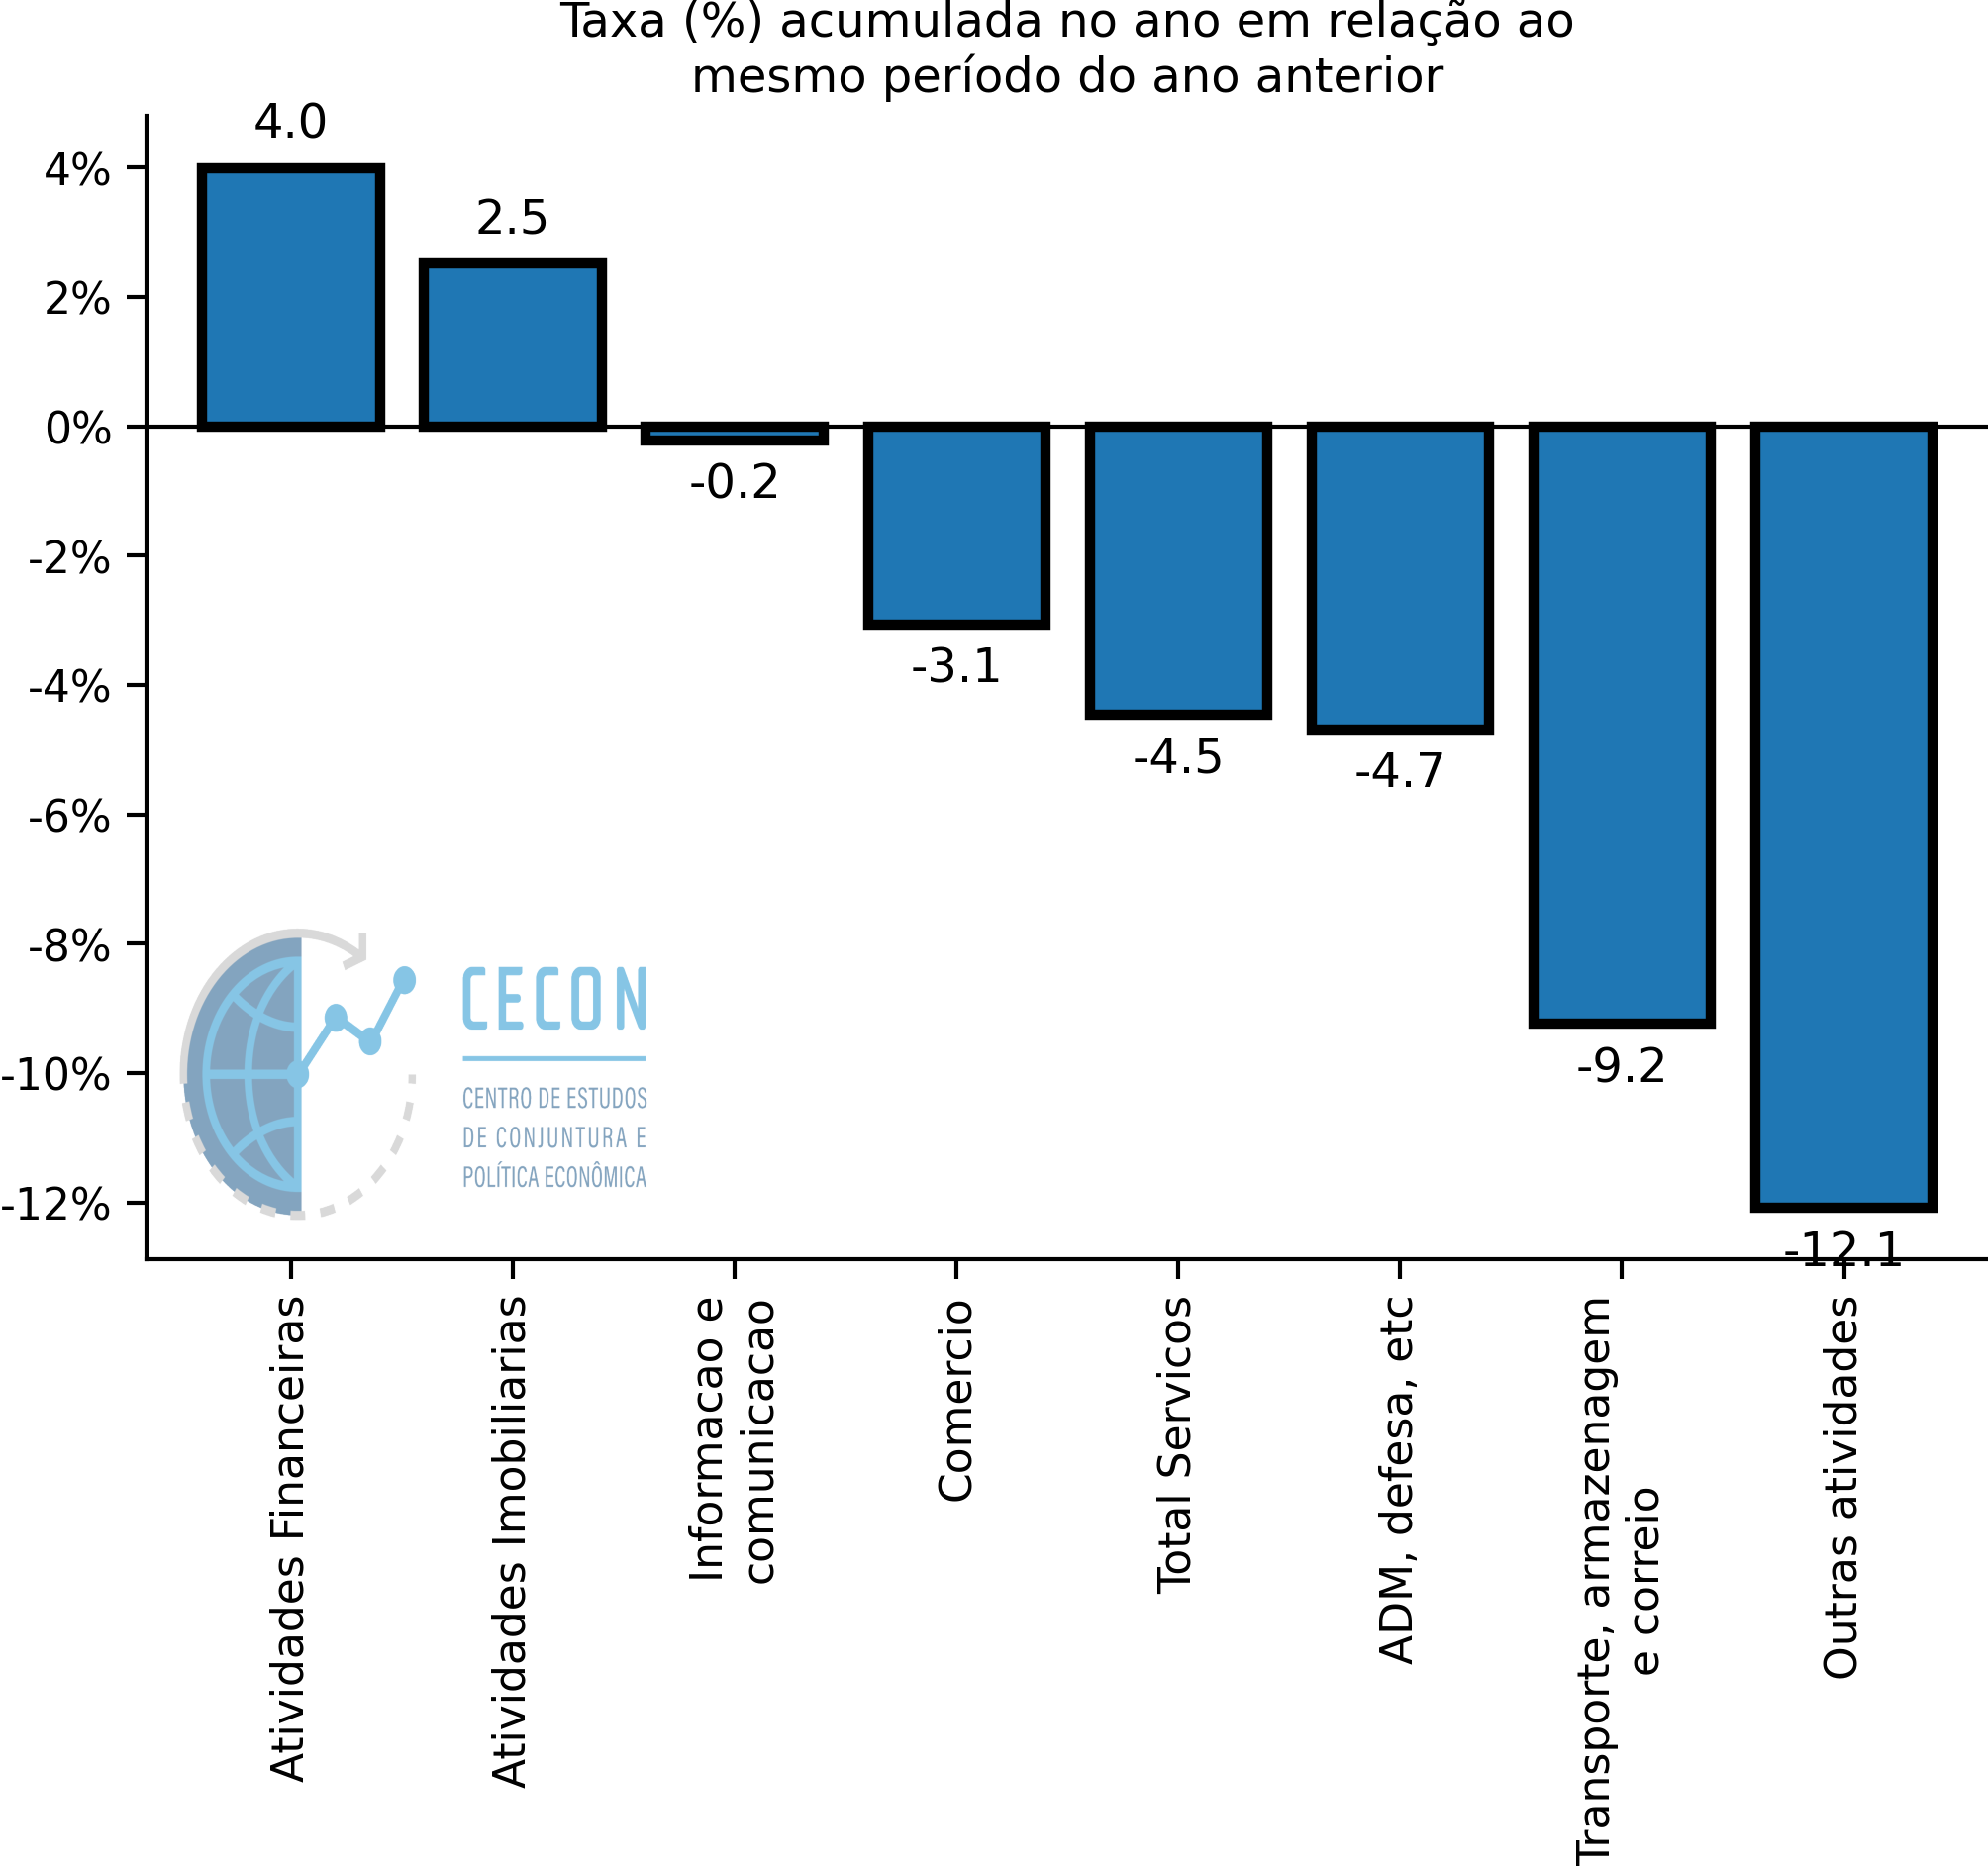 Taxa (%) acumulada no ano em relação ao
mesmo período do ano anterior
4%
2%
0%
-2%
-4%
-6%
-8%
-10%
-12%
4.0
2.5
-0.2
-3.1
-4.5
-4.7
-9.2
-12.1
CECON
CENTRO DE ESTUDOS
DE CONJUNTURA E
POLÍTICA ECONÔMICA
Atividades Financeiras
Atividades Imobiliarias
Informacao e
comunicacao
Comercio
Total Servicos
ADM, defesa, etc
Transporte, armazenagem
e correio
Outras atividades